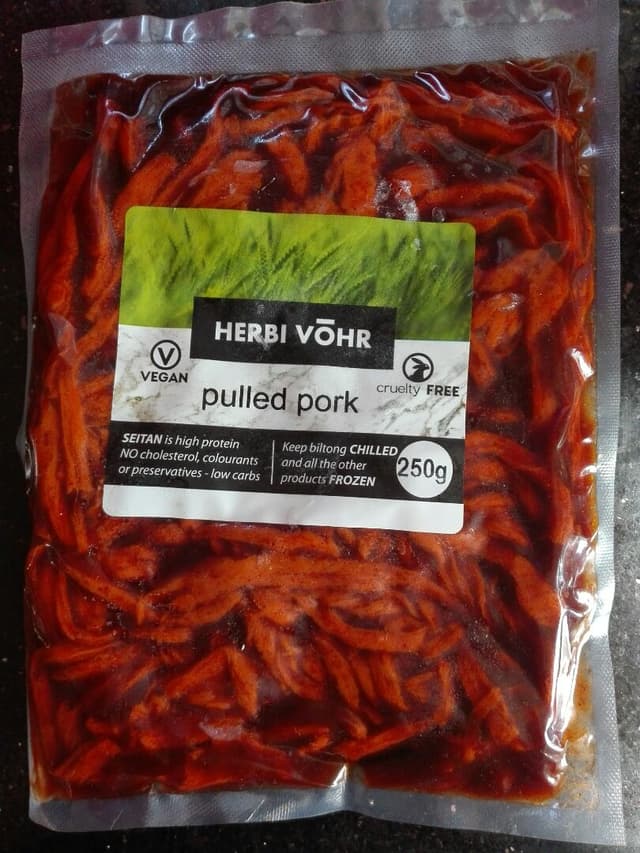 HERBI VŌHR
V
VEGAN
cruelty FREE
pulled pork
SEITAN is high protein
NO cholesterol, colourants
or preservatives - low carbs
Keep biltong CHILLED
and all the other
products FROZEN
250g